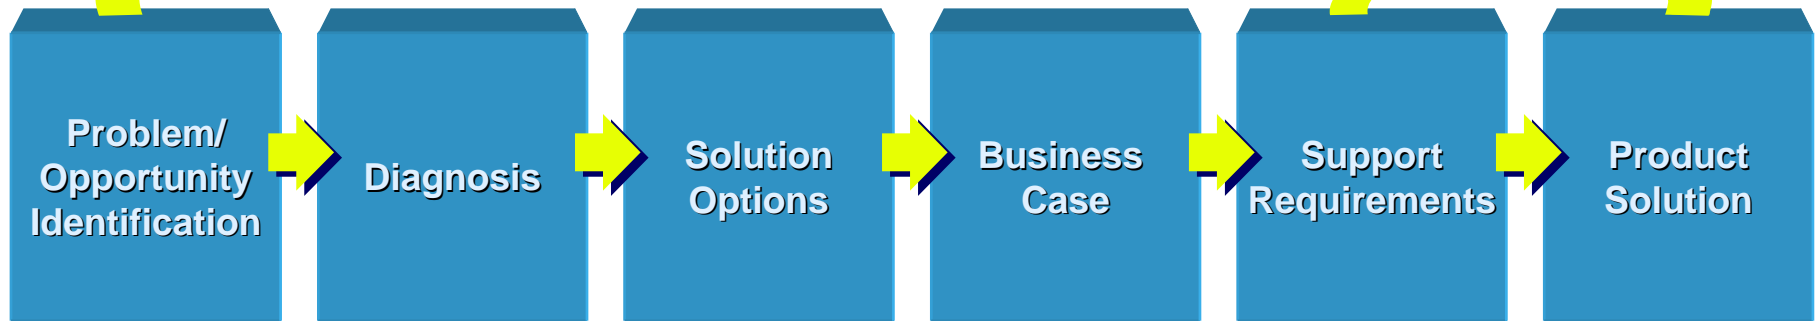 Problem/
Opportunity
Identification
Diagnosis
Solution
Options
Business
Case
Support
Requirements
Product
Solution